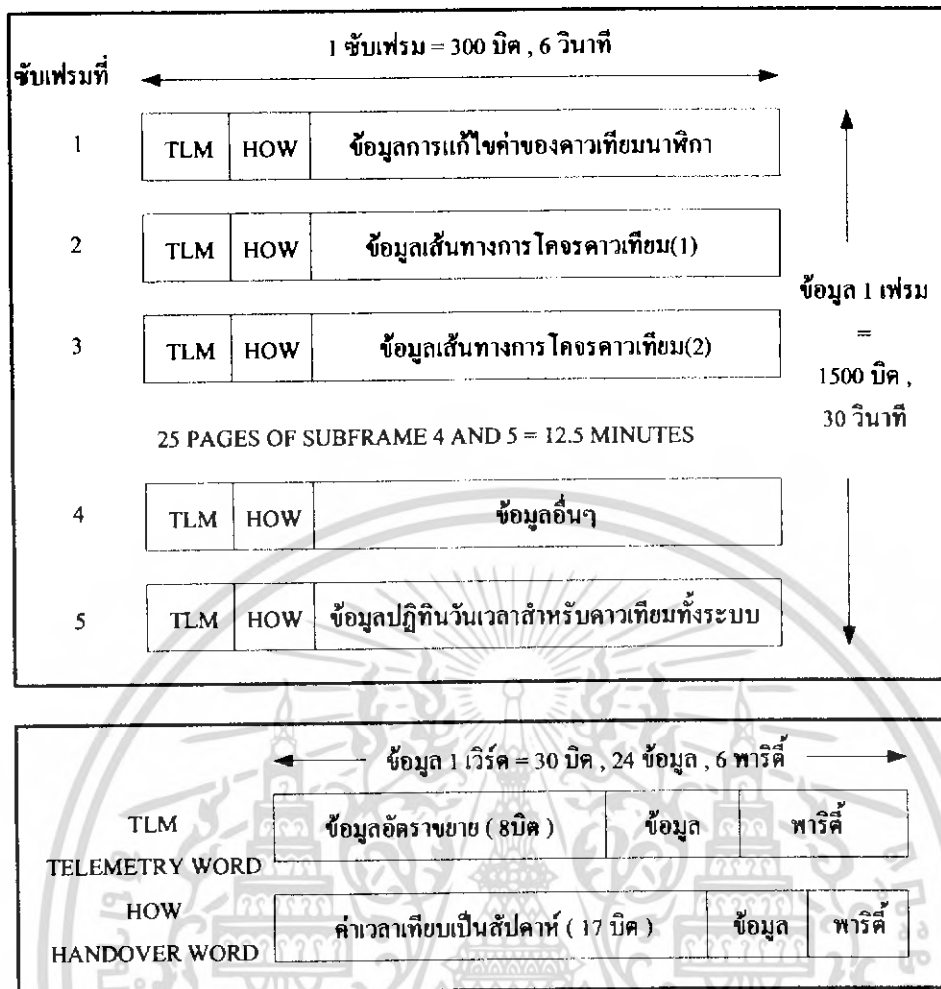 1 ซับเฟรม = 300 บิต , 6 วินาที
ซับเฟรมที่
1 TLM HOW ข้อมูลการแก้ไขค่าของดาวเทียมนาฬิกา
2 TLM HOW ข้อมูลเส้นทางการโคจรดาวเทียม(1)
3 TLM HOW ข้อมูลเส้นทางการโคจรดาวเทียม(2)
ข้อมูล 1 เฟรม
=
1500 บิต ,
30 วินาที
25 PAGES OF SUBFRAME 4 AND 5 = 12.5 MINUTES
4 TLM HOW ข้อมูลอื่นๆ
5 TLM HOW ข้อมูลปฏิทินวันเวลาสำหรับดาวเทียมทั้งระบบ
ข้อมูล 1 เวิร์ด = 30 บิต , 24 ข้อมูล , 6 พาริตี้
TLM ข้อมูลอัตราขยาย ( 8บิต ) ข้อมูล พาริตี้
TELEMETRY WORD
HOW ค่าเวลาเทียบเป็นสัปดาห์ ( 17 บิต ) ข้อมูล พาริตี้
HANDOVER WORD